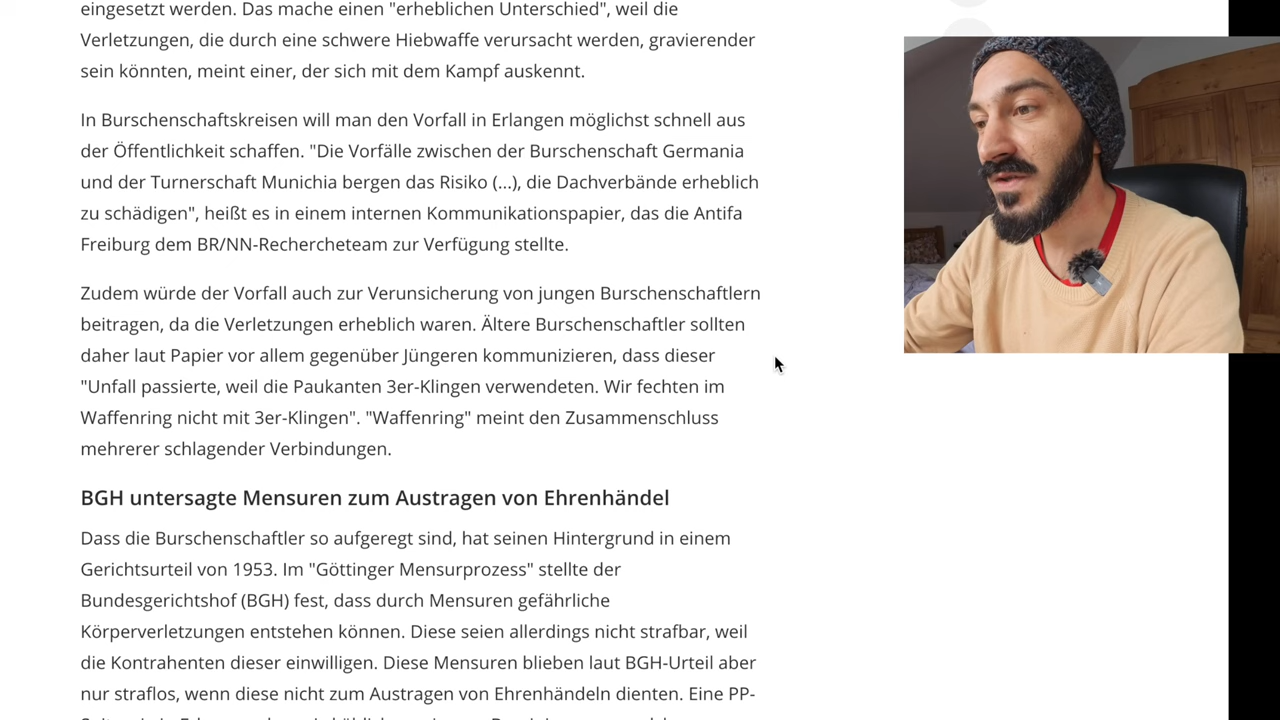 eingesetzt werden. Das mache einen "erheblichen Unterschied", weil die
Verletzungen, die durch eine schwere Hiebwaffe verursacht werden, gravierender
sein könnten, meint einer, der sich mit dem Kampf auskennt.
In Burschenschaftskreisen will man den Vorfall in Erlangen möglichst schnell aus
der Öffentlichkeit schaffen. "Die Vorfälle zwischen der Burschenschaft Germania
und der Turnerschaft Munichia bergen das Risiko (...), die Dachverbände erheblich
zu schädigen", heißt es in einem internen Kommunikationspapier, das die Antifa
Freiburg dem BR/NN-Rechercheteam zur Verfügung stellte.
Zudem würde der Vorfall auch zur Verunsicherung von jungen Burschenschaftlern
beitragen, da die Verletzungen erheblich waren. Ältere Burschenschaftler sollten
daher laut Papier vor allem gegenüber Jüngeren kommunizieren, dass dieser
"Unfall passierte, weil die Paukanten 3er-Klingen verwendeten. Wir fechten im
Waffenring nicht mit 3er-Klingen". "Waffenring" meint den Zusammenschluss
mehrerer schlagender Verbindungen.
BGH untersagte Mensuren zum Austragen von Ehrenhändel
Dass die Burschenschaftler so aufgeregt sind, hat seinen Hintergrund in einem
Gerichtsurteil von 1953. Im "Göttinger Mensurprozess" stellte der
Bundesgerichtshof (BGH) fest, dass durch Mensuren gefährliche
Körperverletzungen entstehen können. Diese seien allerdings nicht strafbar, weil
die Kontrahenten dieser einwilligen. Diese Mensuren blieben laut BGH-Urteil aber
nur straflos, wenn diese nicht zum Austragen von Ehrenhändeln dienten. Eine PP-